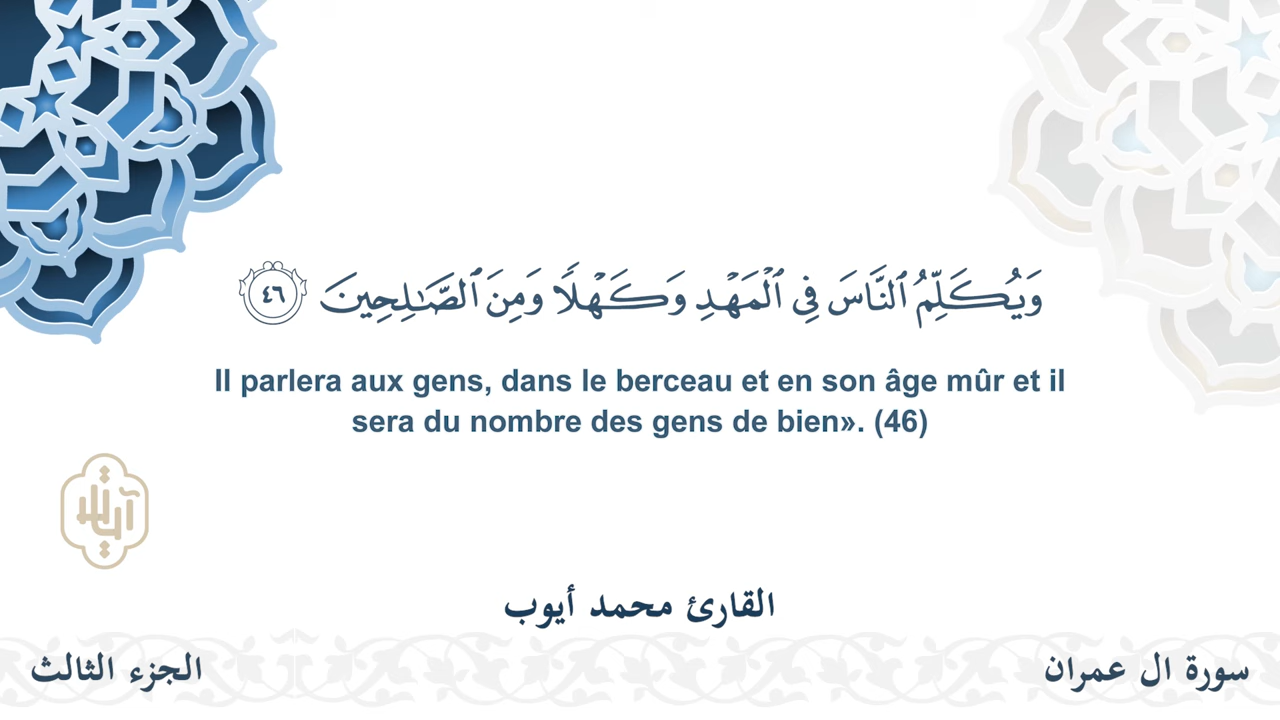 وَيُكَلِّمُ ٱلنَّاسَ فِي ٱلْمَهْدِ وَكَهْلًا وَمِنَ ٱلصَّـٰلِحِينَ ٤٦
Il parlera aux gens, dans le berceau et en son âge mûr et il
sera du nombre des gens de bien». (46)
القارئ محمد أيوب
سورة ال عمران
الجزء الثالث